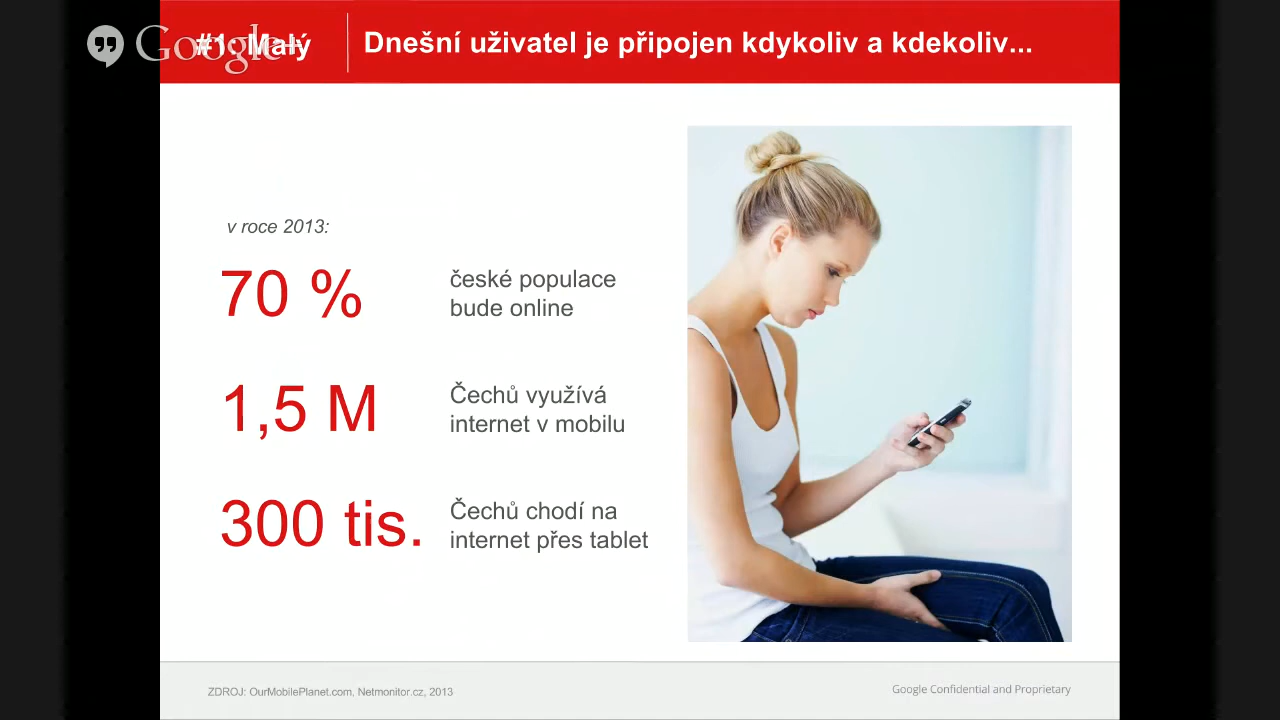 Google+
#1: Malý
Dnešní uživatel je připojen kdykoliv a kdekoliv...
v roce 2013:
70 %
české populace
bude online
1,5 M
Čechů využívá
internet v mobilu
300 tis.
Čechů chodí na
internet přes tablet
ZDROJ: OurMobilePlanet.com, Netmonitor.cz, 2013
Google Confidential and Proprietary